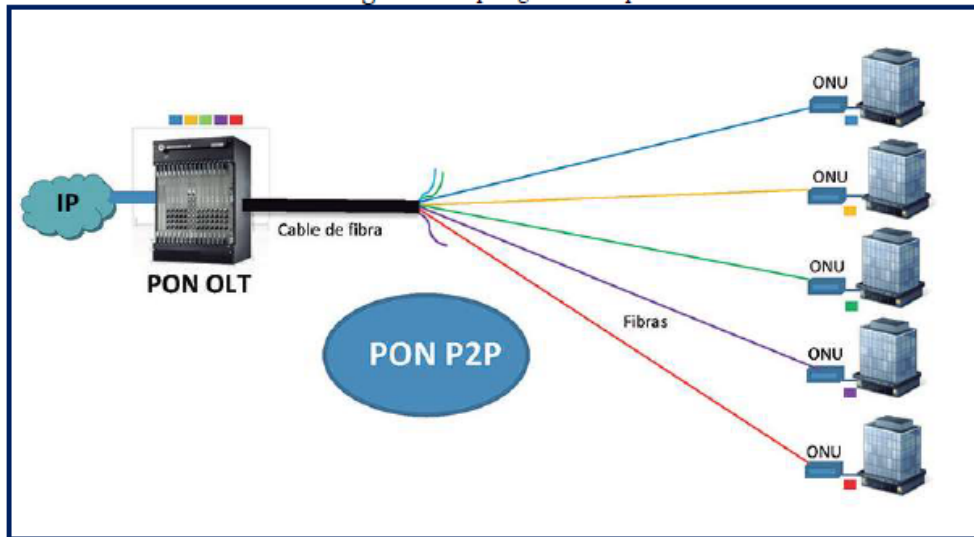 IP
PON OLT
Cable de fibra
PON P2P
Fibras
ONU
ONU
ONU
ONU
ONU